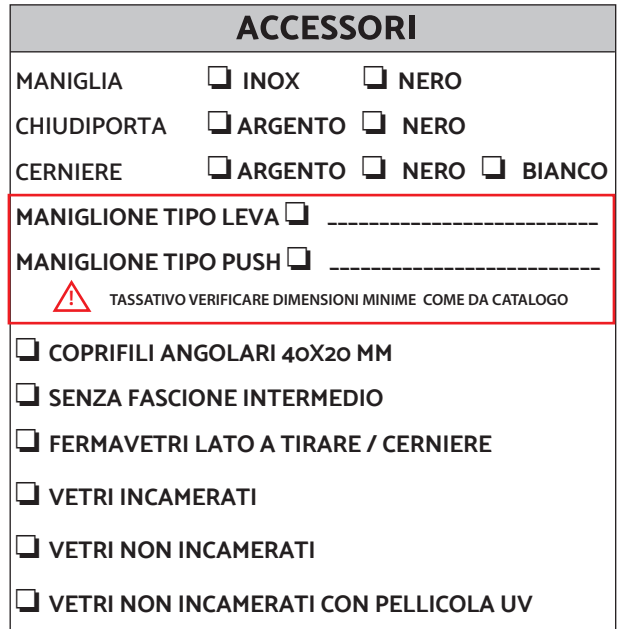 ACCESSORI
MANIGLIA ❏ INOX ❏ NERO
CHIUDIPORTA ❏ ARGENTO ❏ NERO
CERNIERE ❏ ARGENTO ❏ NERO ❏ BIANCO
MANIGLIONE TIPO LEVA ❏ __________________________
MANIGLIONE TIPO PUSH ❏ __________________________
! TASSATIVO VERIFICARE DIMENSIONI MINIME COME DA CATALOGO
❏ COPRIFILI ANGOLARI 40X20 MM
❏ SENZA FASCIONE INTERMEDIO
❏ FERMAVETRI LATO A TIRARE / CERNIERE
❏ VETRI INCAMERATI
❏ VETRI NON INCAMERATI
❏ VETRI NON INCAMERATI CON PELLICOLA UV